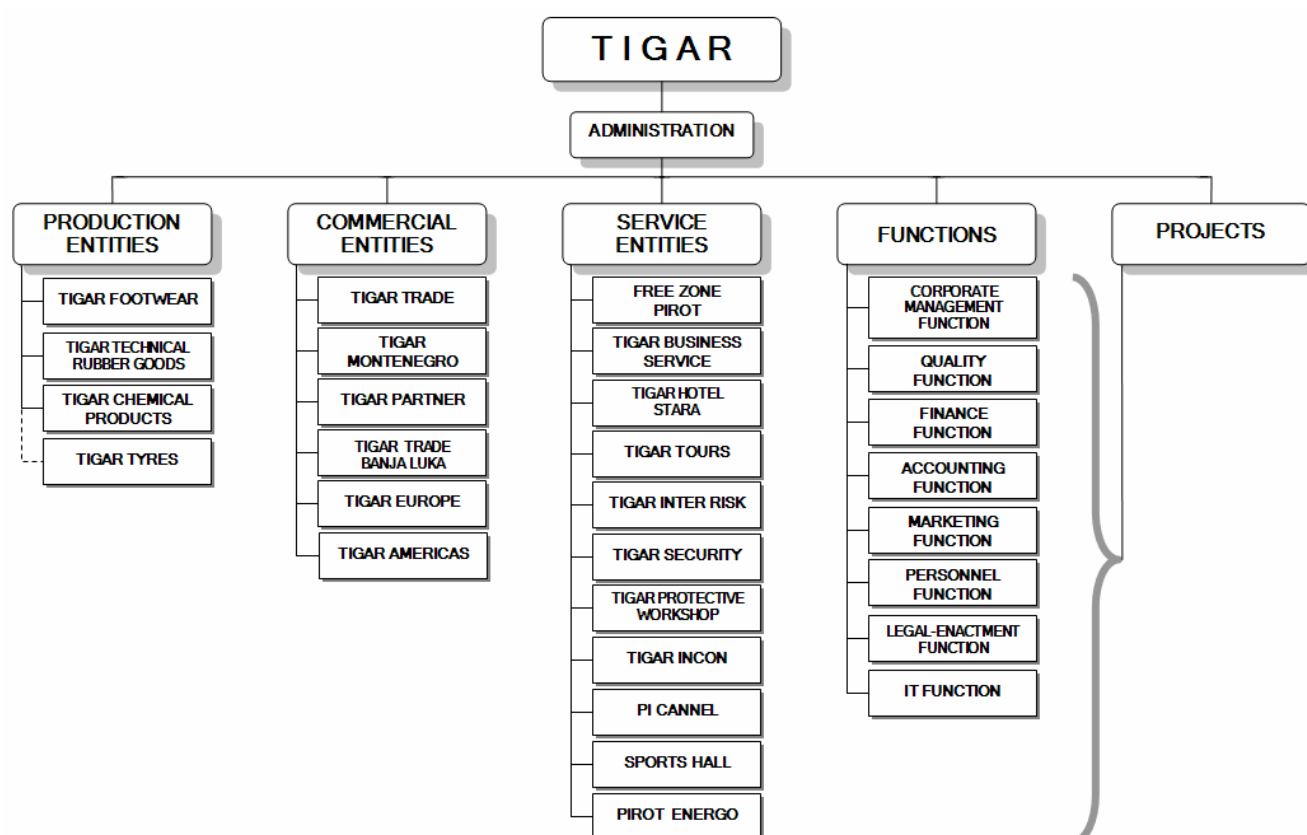 TIGAR
ADMINISTRATION
PRODUCTION
ENTITIES
TIGAR FOOTWEAR
TIGAR TECHNICAL
RUBBER GOODS
TIGAR CHEMICAL
PRODUCTS
TIGAR TYRES
COMMERCIAL
ENTITIES
TIGAR TRADE
TIGAR
MONTENEGRO
TIGAR PARTNER
TIGAR TRADE
BANJA LUKA
TIGAR EUROPE
TIGAR AMERICAS
SERVICE
ENTITIES
FREE ZONE
PIROT
TIGAR BUSINESS
SERVICE
TIGAR HOTEL
STARA
TIGAR TOURS
TIGAR INTER RISK
TIGAR SECURITY
TIGAR PROTECTIVE
WORKSHOP
TIGAR INCON
PI CANNEL
SPORTS HALL
PIROT ENERGO
FUNCTIONS
CORPORATE
MANAGEMENT
FUNCTION
QUALITY
FUNCTION
FINANCE
FUNCTION
ACCOUNTING
FUNCTION
MARKETING
FUNCTION
PERSONNEL
FUNCTION
LEGAL-ENACTMENT
FUNCTION
IT FUNCTION
PROJECTS